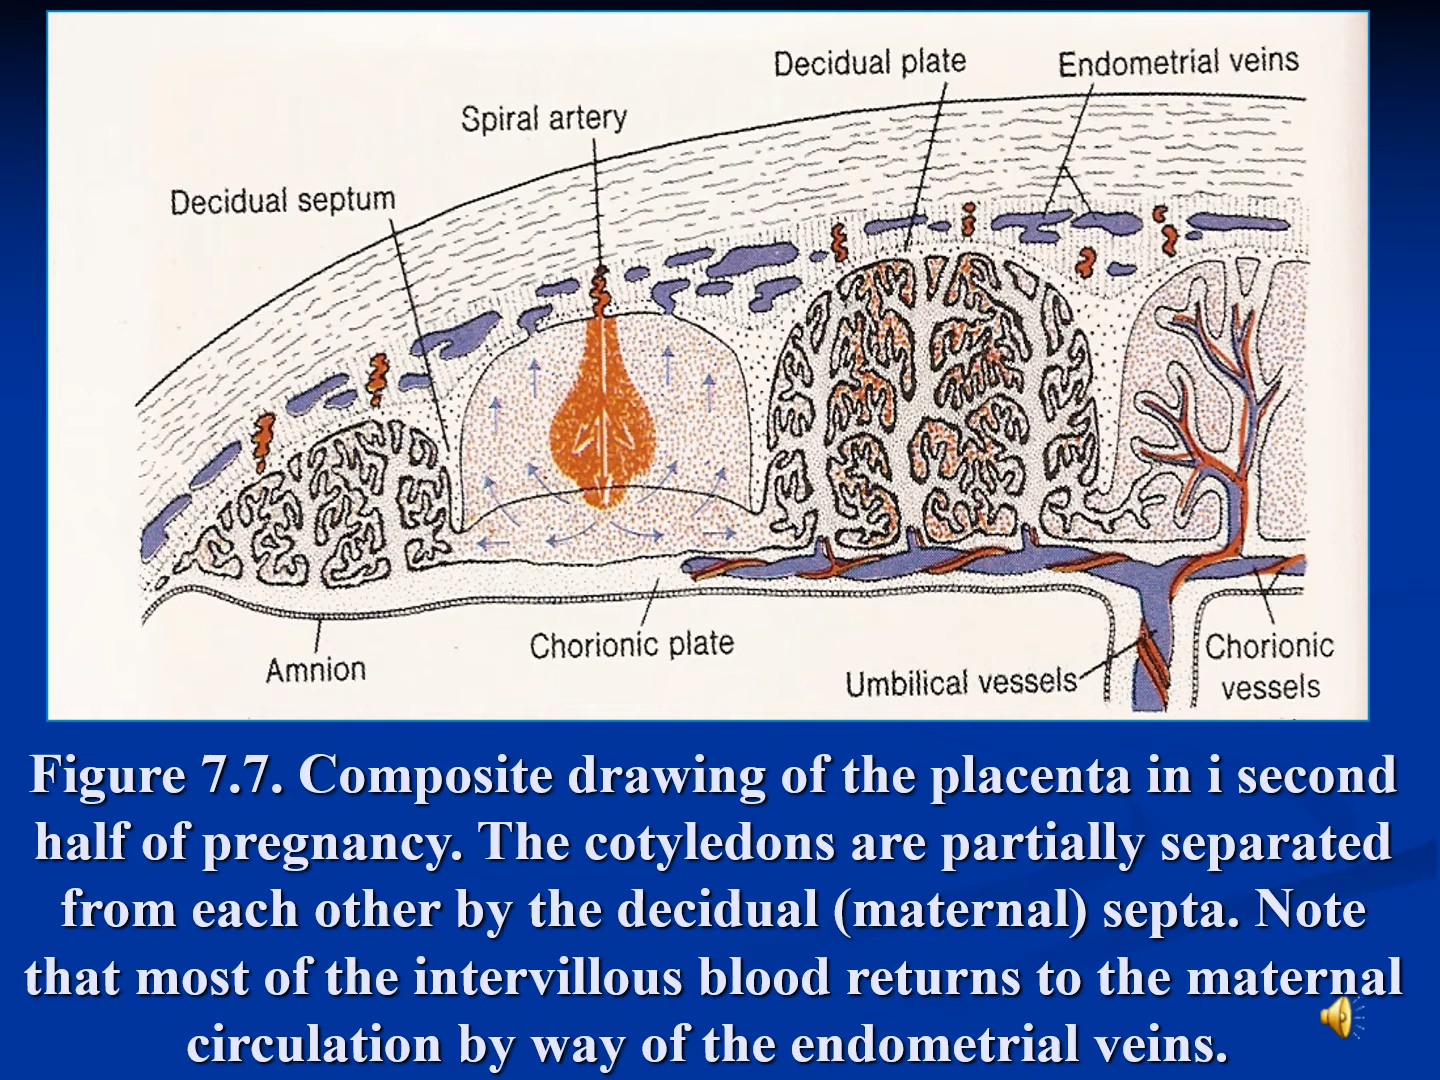 Decidual plate
Endometrial veins
Spiral artery
Decidual septum
Chorionic plate
Amnion
Umbilical vessels
Chorionic
vessels
Figure 7.7. Composite drawing of the placenta in i second
half of pregnancy. The cotyledons are partially separated
from each other by the decidual (maternal) septa. Note
that most of the intervillous blood returns to the maternal
circulation by way of the endometrial veins.